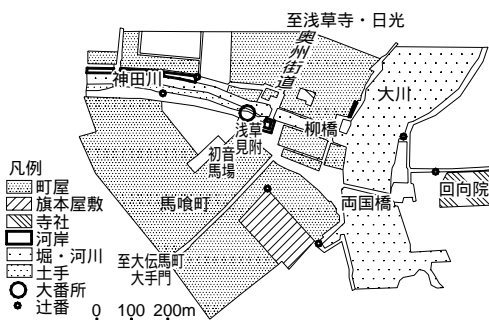 至浅草寺・日光
奥州街道
大川
神田川
柳橋
浅草
見附
初音
馬場
馬喰町
両国橋
回向院
至大伝馬町
大手門
凡例
町屋
旗本屋敷
寺社
河岸
堀・河川
土手
大番所
辻番
0 100 200m